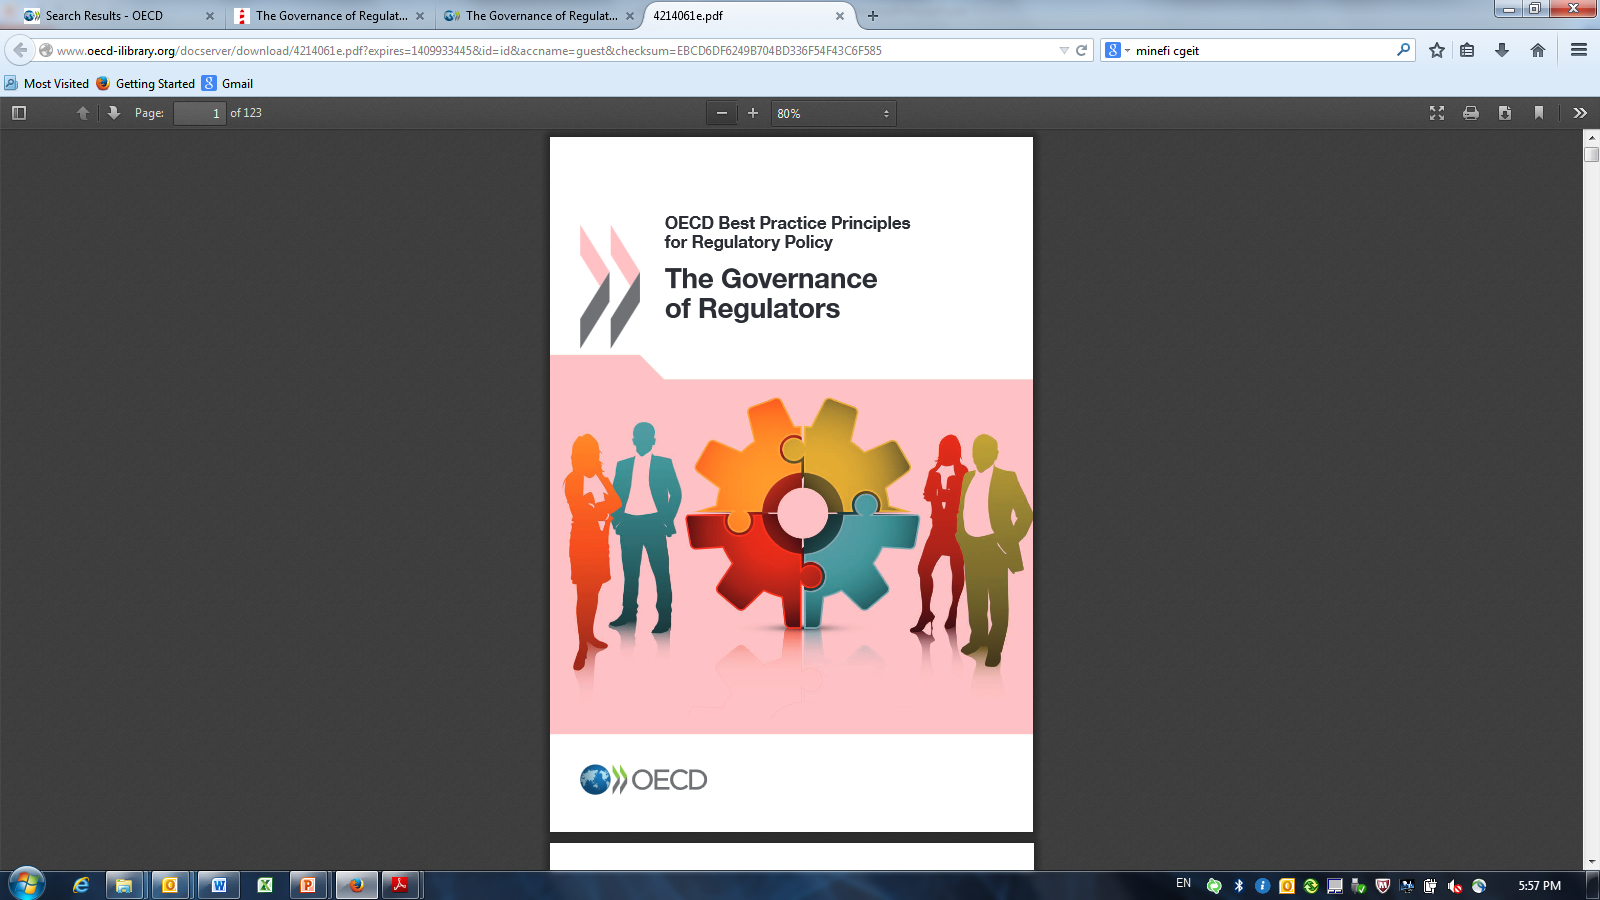 Search Results - OECD
The Governance of Regulat...
The Governance of Regulat...
4214061e.pdf
www.oecd-ilibrary.org/docserver/download/4214061e.pdf?expires=1409933445&id=id&accname=guest&checksum=EBCD6DF6249B704BD336F54F43C6F585
minefi cgeit
Most Visited
Getting Started
Gmail
Page:
1
of 123
80%
OECD Best Practice Principles
for Regulatory Policy
The Governance
of Regulators
OECD
EN
5:57 PM